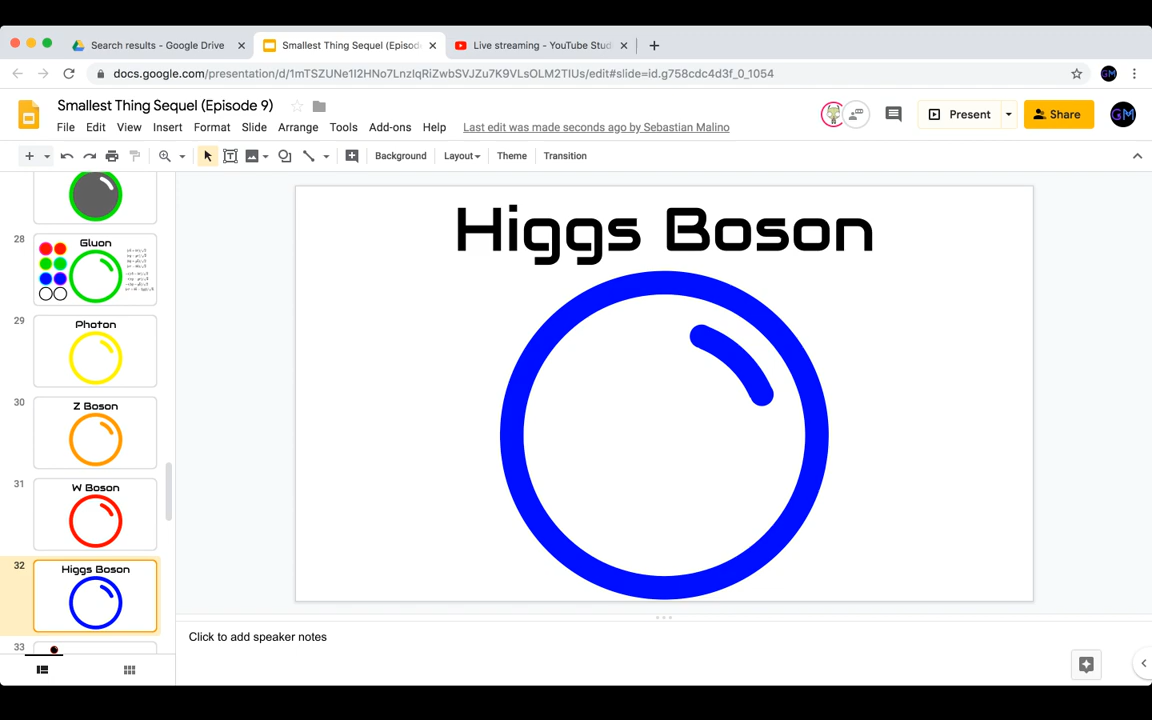 Search results - Google Drive
Smallest Thing Sequel (Episod
Live streaming - YouTube Stud
docs.google.com/presentation/d/1mTSZUNe1I2HNo7LnzIqRiZwbSVJZu7K9VLsOLM2TIUs/edit#slide=id.g758cdc4d3f_0_1054
GM
Smallest Thing Sequel (Episode 9)
File Edit View Insert Format Slide Arrange Tools Add-ons Help Last edit was made seconds ago by Sebastian Malino
Present
Share
GM
Background Layout Theme Transition
28
Gluon
29
Photon
30
Z Boson
31
W Boson
32
Higgs Boson
33
Higgs Boson
Click to add speaker notes